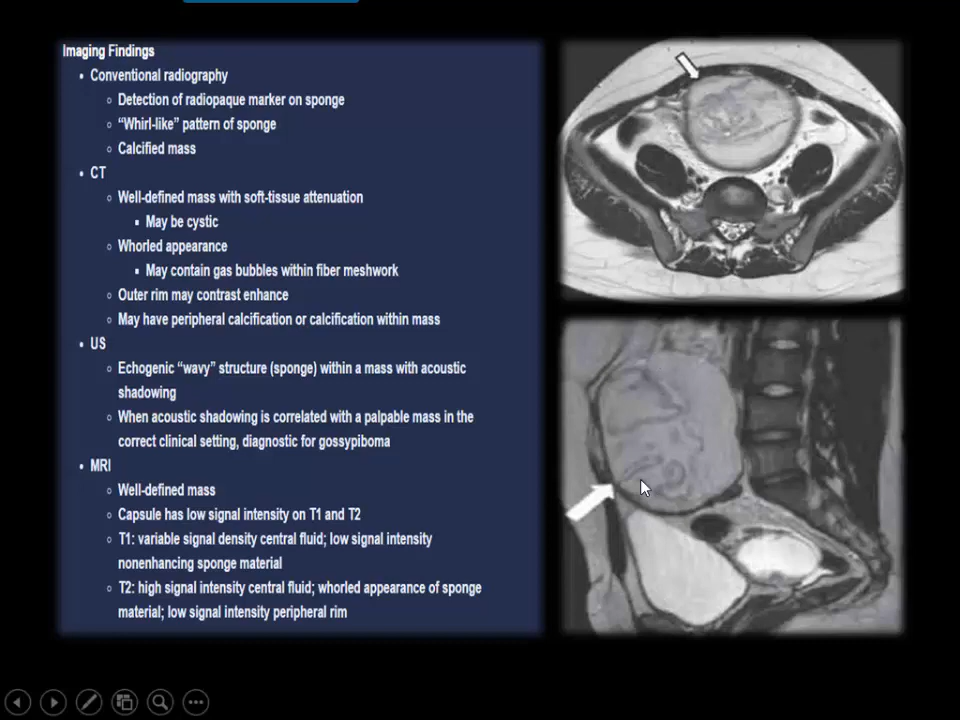 Imaging Findings
• Conventional radiography
○ Detection of radiopaque marker on sponge
○ “Whirl-like” pattern of sponge
○ Calcified mass
• CT
○ Well-defined mass with soft-tissue attenuation
▪ May be cystic
○ Whorled appearance
▪ May contain gas bubbles within fiber meshwork
○ Outer rim may contrast enhance
○ May have peripheral calcification or calcification within mass
• US
○ Echogenic “wavy” structure (sponge) within a mass with acoustic
shadowing
○ When acoustic shadowing is correlated with a palpable mass in the
correct clinical setting, diagnostic for gossypiboma
• MRI
○ Well-defined mass
○ Capsule has low signal intensity on T1 and T2
○ T1: variable signal density central fluid; low signal intensity
nonenhancing sponge material
○ T2: high signal intensity central fluid; whorled appearance of sponge
material; low signal intensity peripheral rim